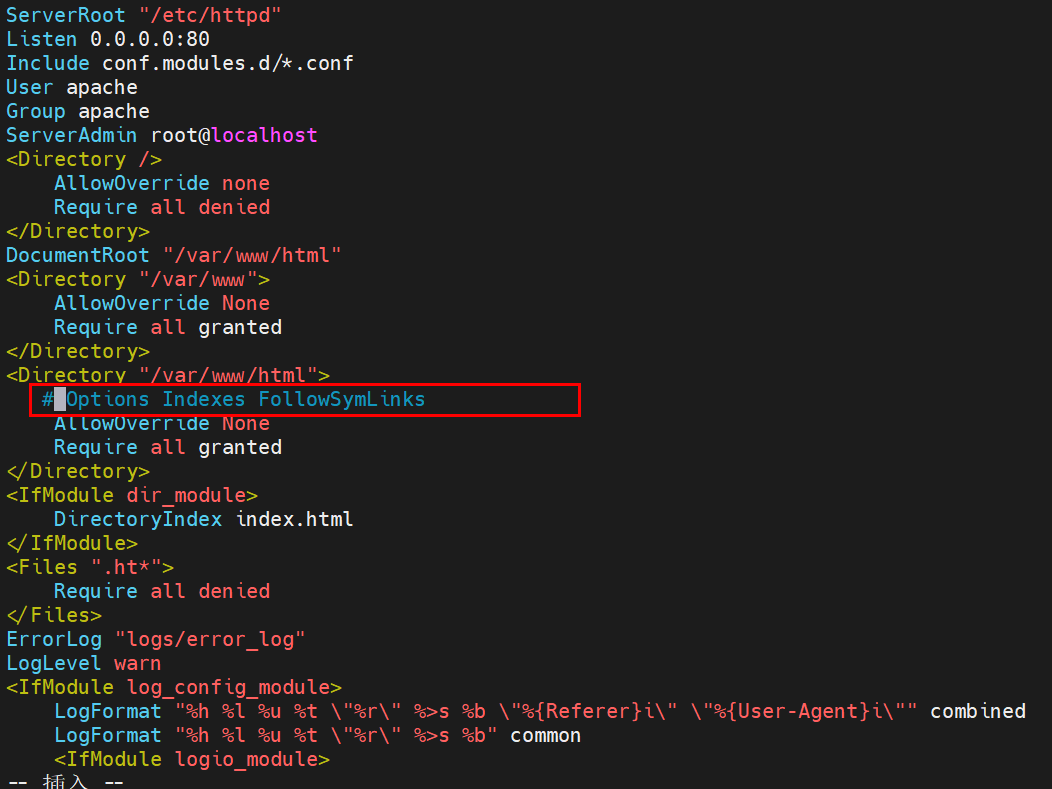 ServerRoot "/etc/httpd"
Listen 0.0.0.0:80
Include conf.modules.d/*.conf
User apache
Group apache
ServerAdmin root@localhost
<Directory />
    AllowOverride none
    Require all denied
</Directory>
DocumentRoot "/var/www/html"
<Directory "/var/www">
    AllowOverride None
    Require all granted
</Directory>
<Directory "/var/www/html">
   # Options Indexes FollowSymLinks
    AllowOverride None
    Require all granted
</Directory>
<IfModule dir_module>
    DirectoryIndex index.html
</IfModule>
<Files ".ht*">
    Require all denied
</Files>
ErrorLog "logs/error_log"
LogLevel warn
<IfModule log_config_module>
    LogFormat "%h %l %u %t \"%r\" %>s %b \"%{Referer}i\" \"%{User-Agent}i\"" combined
    LogFormat "%h %l %u %t \"%r\" %>s %b" common
    <IfModule logio_module>
-- 插入 --